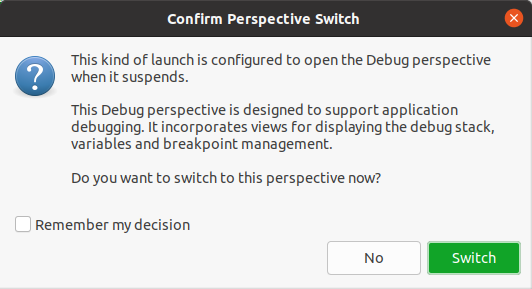 Confirm Perspective Switch
This kind of launch is configured to open the Debug perspective
when it suspends.
This Debug perspective is designed to support application
debugging. It incorporates views for displaying the debug stack,
variables and breakpoint management.
Do you want to switch to this perspective now?
Remember my decision
No
Switch